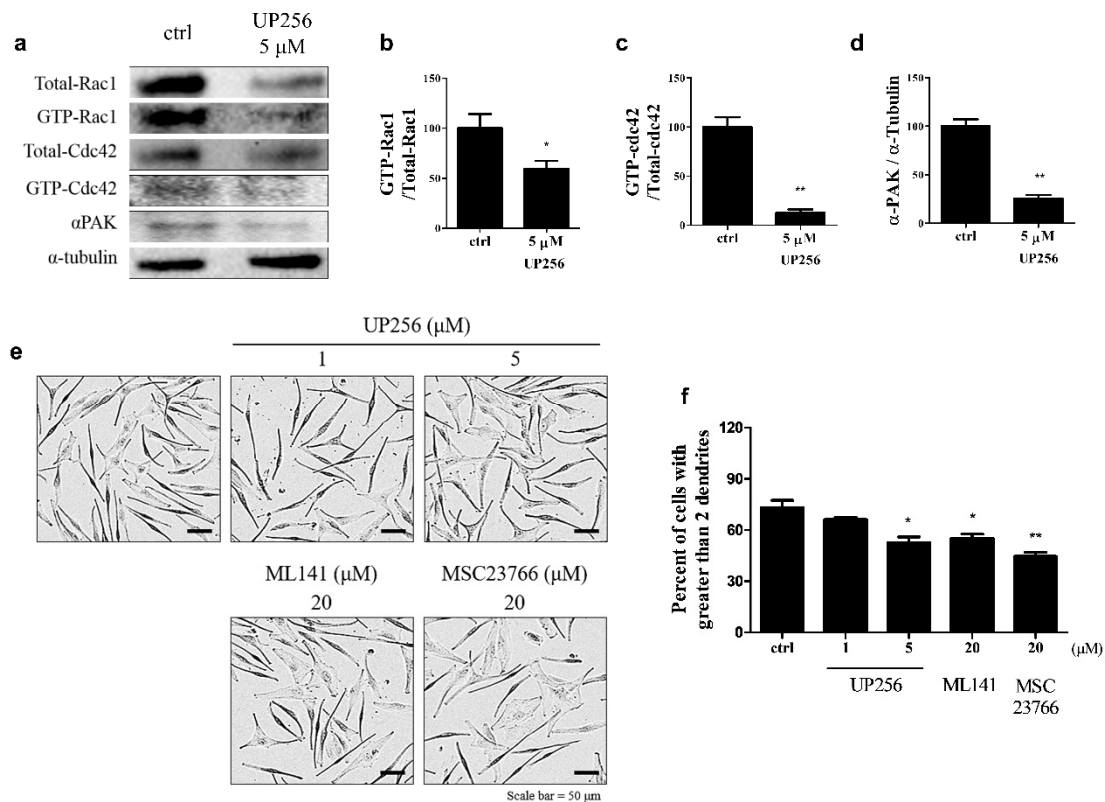 a
ctrl
UP256
5 μM
Total-Rac1
GTP-Rac1
Total-Cdc42
GTP-Cdc42
αPAK
α-tubulin
b
GTP-Rac1
/Total-Rac1
150
100
50
0
*
ctrl
5 μM
UP256
c
GTP-cdc42
/Total-cdc42
150
100
50
0
**
ctrl
5 μM
UP256
d
α-PAK / α-Tubulin
150
100
50
0
**
ctrl
5 μM
UP256
e
UP256 (μM)
1
5
ML141 (μM)
20
MSC23766 (μM)
20
Scale bar = 50 μm
f
Percent of cells with
greater than 2 dendrites
120
90
60
30
0
*
*
**
ctrl
1
5
20
20
(μM)
UP256
ML141
MSC
23766